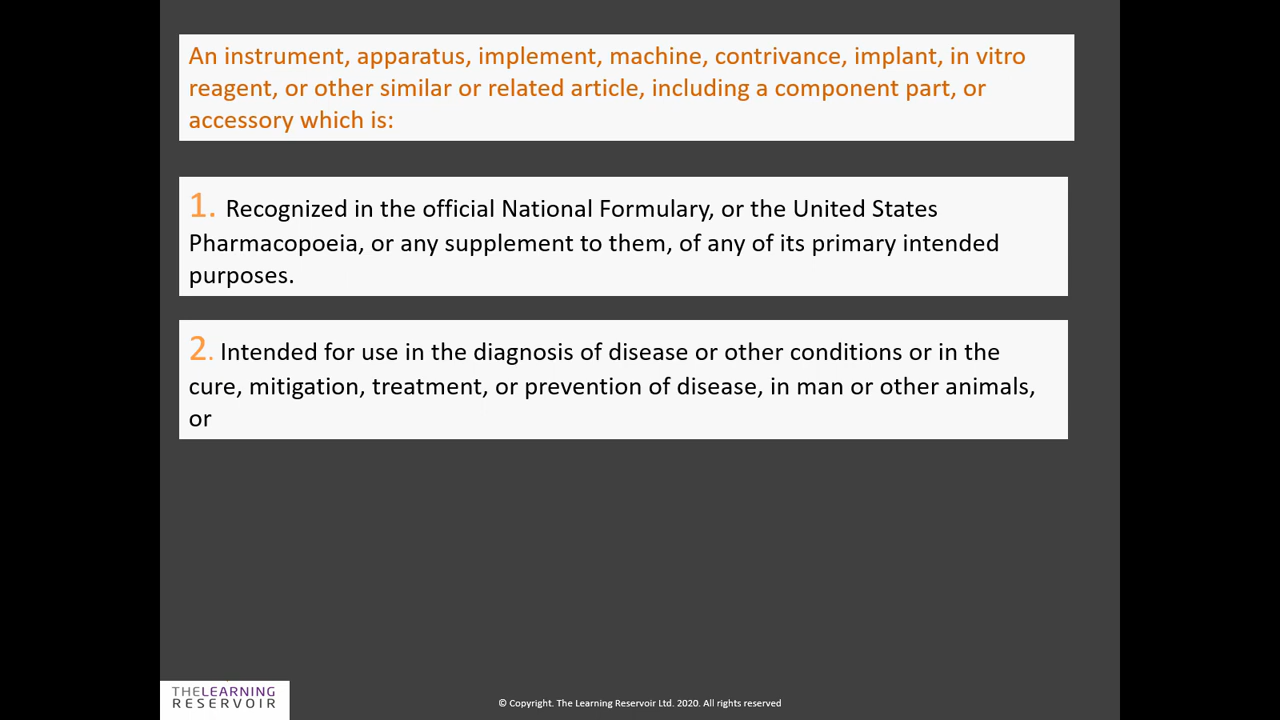 An instrument, apparatus, implement, machine, contrivance, implant, in vitro
reagent, or other similar or related article, including a component part, or
accessory which is:
1. Recognized in the official National Formulary, or the United States
Pharmacopoeia, or any supplement to them, of any of its primary intended
purposes.
2. Intended for use in the diagnosis of disease or other conditions or in the
cure, mitigation, treatment, or prevention of disease, in man or other animals,
or
THELEARNING
RESERVOIR
© Copyright. The Learning Reservoir Ltd. 2020. All rights reserved